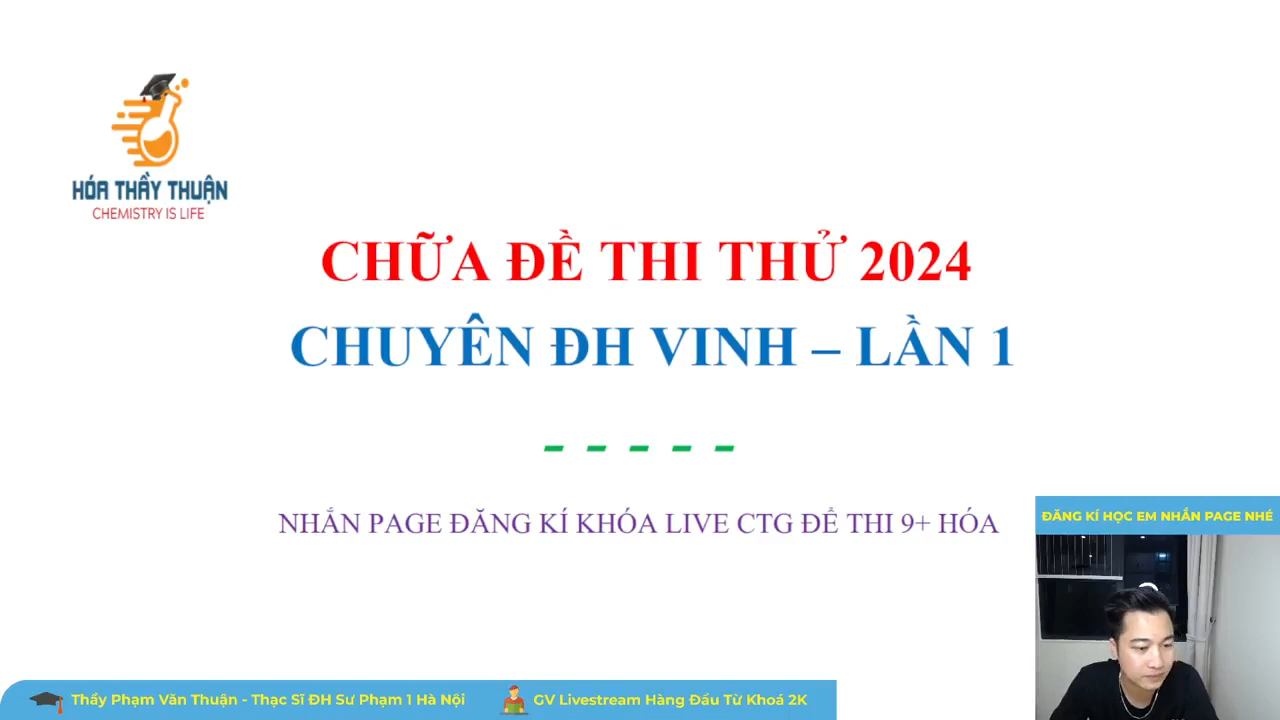 HÓA THẦY THUẬN
CHEMISTRY IS LIFE
CHỮA ĐỀ THI THỬ 2024
CHUYÊN ĐH VINH – LẦN 1
- - - - -
NHẮN PAGE ĐĂNG KÍ KHÓA LIVE CTG ĐỂ THI 9+ HÓA
ĐĂNG KÍ HỌC EM NHẮN PAGE NHÉ
Thầy Phạm Văn Thuận - Thạc Sĩ ĐH Sư Phạm 1 Hà Nội
GV Livestream Hàng Đầu Từ Khoá 2K